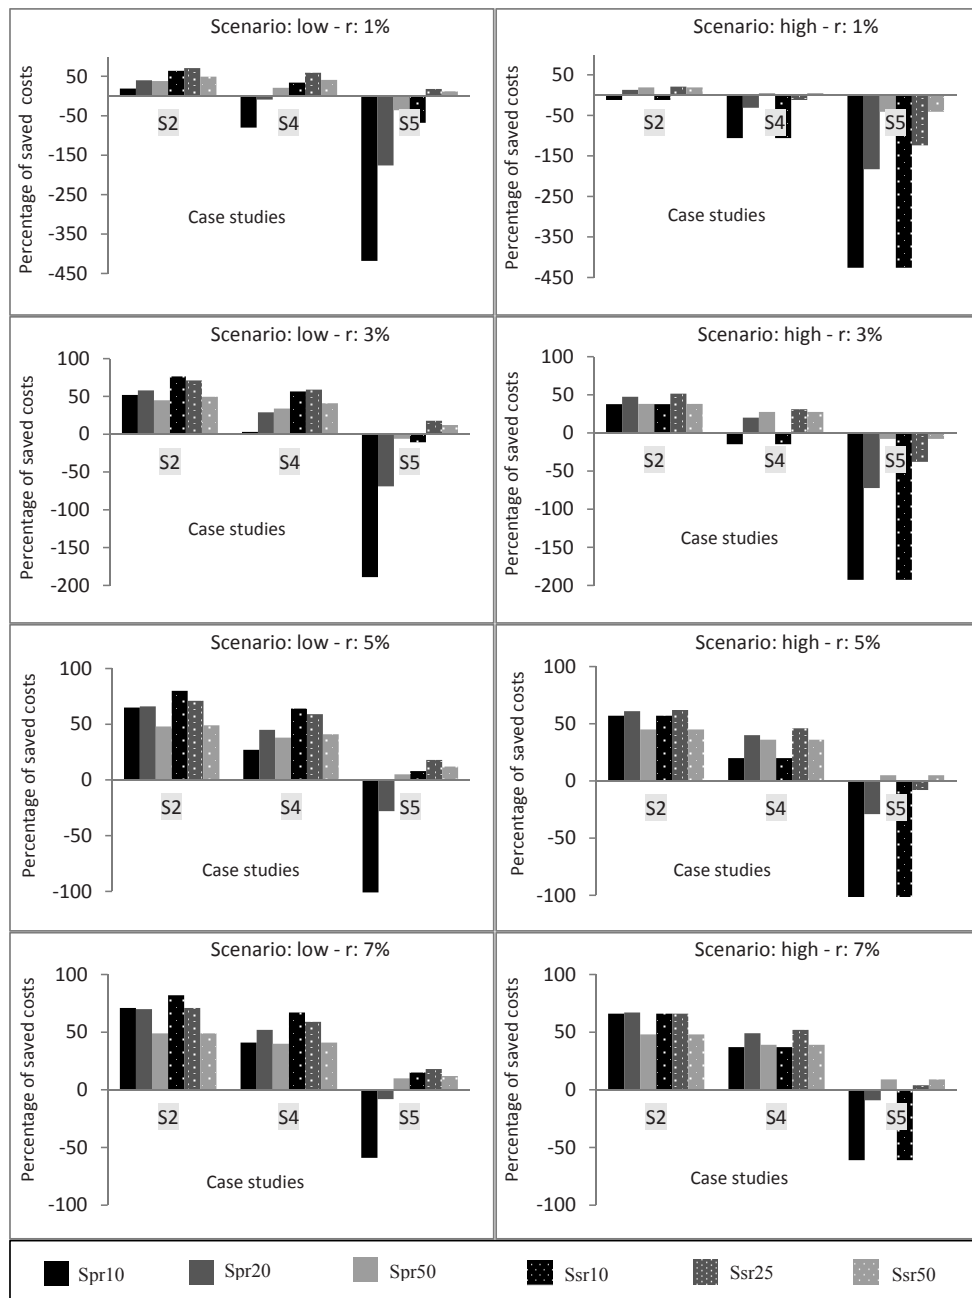 Scenario: low - r: 1%
Percentage of saved costs
50
-50
-150
-250
-350
-450
S2
S4
S5
Case studies
Scenario: high - r: 1%
Percentage of saved costs
50
-50
-150
-250
-350
-450
S2
S4
S5
Case studies
Scenario: low - r: 3%
Percentage of saved costs
100
50
0
-50
-100
-150
-200
S2
S4
S5
Case studies
Scenario: high - r: 3%
Percentage of saved costs
100
50
0
-50
-100
-150
-200
S2
S4
S5
Case studies
Scenario: low - r: 5%
Percentage of saved costs
100
50
0
-50
-100
S2
S4
S5
Case studies
Scenario: high - r: 5%
Percentage of saved costs
100
50
0
-50
-100
S2
S4
S5
Case studies
Scenario: low - r: 7%
Percentage of saved costs
100
50
0
-50
-100
S2
S4
S5
Case studies
Scenario: high - r: 7%
Percentage of saved costs
100
50
0
-50
-100
S2
S4
S5
Case studies
Spr10
Spr20
Spr50
Ssr10
Ssr25
Ssr50